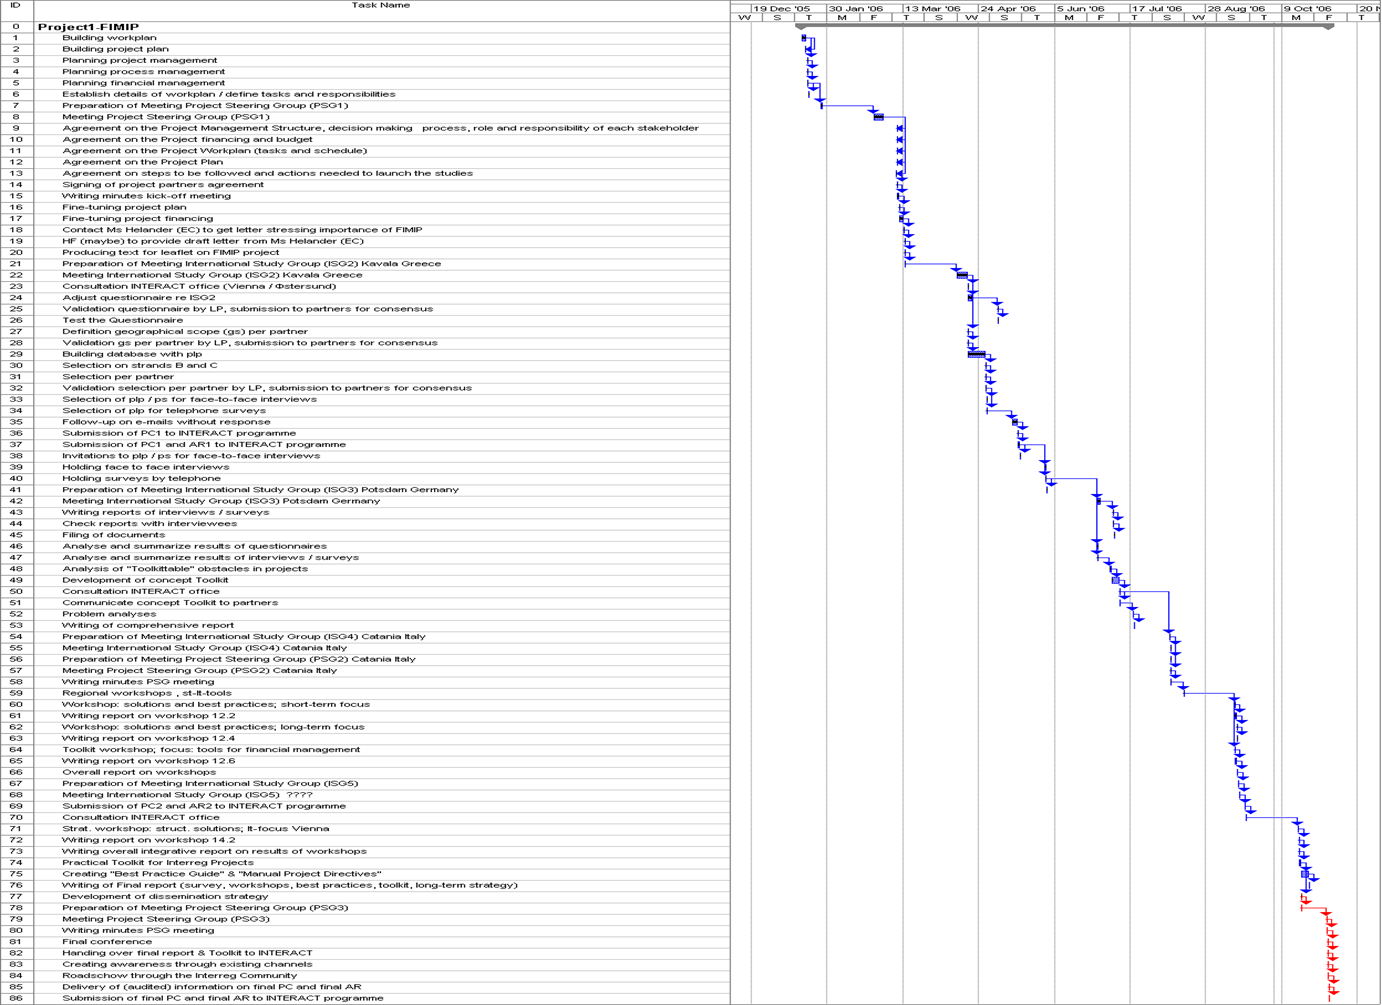 ID Task Name 19 Dec '05 30 Jan '06 13 Mar '06 24 Apr '06 5 Jun '06 17 Jul '06 28 Aug '06 9 Oct '06 20 N
W S T M F T W S T M F T W S T M F T
0 Project1-FIMIP
1 Building workplan
2 Building project plan
3 Planning project management
4 Planning process management
5 Planning financial management
6 Establish details of workplan / define tasks and responsibilities
7 Preparation of Meeting Project Steering Group (PSG1)
8 Meeting Project Steering Group (PSG1)
9 Agreement on the Project Management Structure, decision making process, role and responsibility of each stakeholder
10 Agreement on the Project financing and budget
11 Agreement on the Project Workplan (tasks and schedule)
12 Agreement on the Project Plan
13 Agreement on steps to be followed and actions needed to launch the studies
14 Signing of project partners agreement
15 Writing minutes kick-off meeting
16 Fine-tuning project plan
17 Fine-tuning project financing
18 Contact Ms Helander (EC) to get letter stressing importance of FIMIP
19 HF (maybe) to provide draft letter from Ms Helander (EC)
20 Producing text for leaflet on FIMIP project
21 Preparation of Meeting International Study Group (ISG2) Kavala Greece
22 Meeting International Study Group (ISG2) Kavala Greece
23 Consultation INTERACT office (Vienna / Φstersund)
24 Adjust questionnaire re ISG2
25 Validation questionnaire by LP, submission to partners for consensus
26 Test the Questionnaire
27 Definition geographical scope (gs) per partner
28 Validation gs per partner by LP, submission to partners for consensus
29 Building database with plp
30 Selection on strands B and C
31 Selection per partner
32 Validation selection per partner by LP, submission to partners for consensus
33 Selection of plp / ps for face-to-face interviews
34 Selection of plp for telephone surveys
35 Follow-up on e-mails without response
36 Submission of PC1 to INTERACT programme
37 Submission of PC1 and AR1 to INTERACT programme
38 Invitations to plp / ps for face-to-face interviews
39 Holding face to face interviews
40 Holding surveys by telephone
41 Preparation of Meeting International Study Group (ISG3) Potsdam Germany
42 Meeting International Study Group (ISG3) Potsdam Germany
43 Writing reports of interviews / surveys
44 Check reports with interviewees
45 Filing of documents
46 Analyse and summarize results of questionnaires
47 Analyse and summarize results of interviews / surveys
48 Analysis of "Toolkittable" obstacles in projects
49 Development of concept Toolkit
50 Consultation INTERACT office
51 Communicate concept Toolkit to partners
52 Problem analyses
53 Writing of comprehensive report
54 Preparation of Meeting International Study Group (ISG4) Catania Italy
55 Meeting International Study Group (ISG4) Catania Italy
56 Preparation of Meeting Project Steering Group (PSG2) Catania Italy
57 Meeting Project Steering Group (PSG2) Catania Italy
58 Writing minutes PSG meeting
59 Regional workshops , st-lt-tools
60 Workshop: solutions and best practices; short-term focus
61 Writing report on workshop 12.2
62 Workshop: solutions and best practices; long-term focus
63 Writing report on workshop 12.4
64 Toolkit workshop; focus: tools for financial management
65 Writing report on workshop 12.6
66 Overall report on workshops
67 Preparation of Meeting International Study Group (ISG5)
68 Meeting International Study Group (ISG5) ????
69 Submission of PC2 and AR2 to INTERACT programme
70 Consultation INTERACT office
71 Strat. workshop: struct. solutions; lt-focus Vienna
72 Writing report on workshop 14.2
73 Writing overall integrative report on results of workshops
74 Practical Toolkit for Interreg Projects
75 Creating "Best Practice Guide" & "Manual Project Directives"
76 Writing of Final report (survey, workshops, best practices, toolkit, long-term strategy)
77 Development of dissemination strategy
78 Preparation of Meeting Project Steering Group (PSG3)
79 Meeting Project Steering Group (PSG3)
80 Writing minutes PSG meeting
81 Final conference
82 Handing over final report & Toolkit to INTERACT
83 Creating awareness through existing channels
84 Roadschow through the Interreg Community
85 Delivery of (audited) information on final PC and final AR
86 Submission of final PC and final AR to INTERACT programme